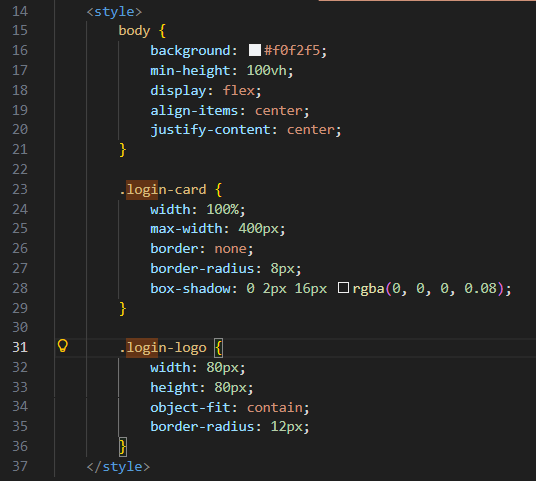 14 <style>
15 body {
16 background: #f0f2f5;
17 min-height: 100vh;
18 display: flex;
19 align-items: center;
20 justify-content: center;
21 }
22
23 .login-card {
24 width: 100%;
25 max-width: 400px;
26 border: none;
27 border-radius: 8px;
28 box-shadow: 0 2px 16px rgba(0, 0, 0, 0.08);
29 }
30
31 .login-logo {
32 width: 80px;
33 height: 80px;
34 object-fit: contain;
35 border-radius: 12px;
36 }
37 </style>